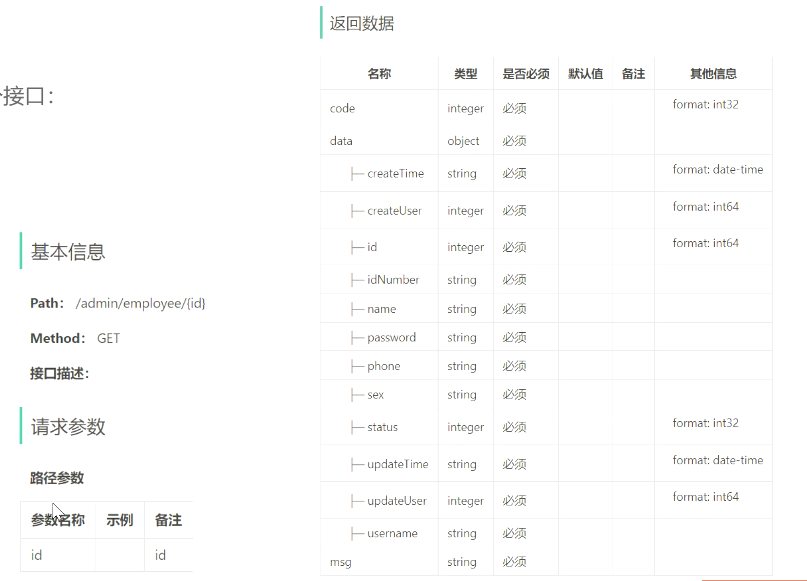 接口：
基本信息
Path： /admin/employee/{id}
Method： GET
接口描述：
请求参数
路径参数
参数名称 示例 备注
id id
返回数据
名称 类型 是否必须 默认值 备注 其他信息
code integer 必须 format: int32
data object 必须
├─ createTime string 必须 format: date-time
├─ createUser integer 必须 format: int64
├─ id integer 必须 format: int64
├─ idNumber string 必须
├─ name string 必须
├─ password string 必须
├─ phone string 必须
├─ sex string 必须
├─ status integer 必须 format: int32
├─ updateTime string 必须 format: date-time
├─ updateUser integer 必须 format: int64
├─ username string 必须
msg string 必须